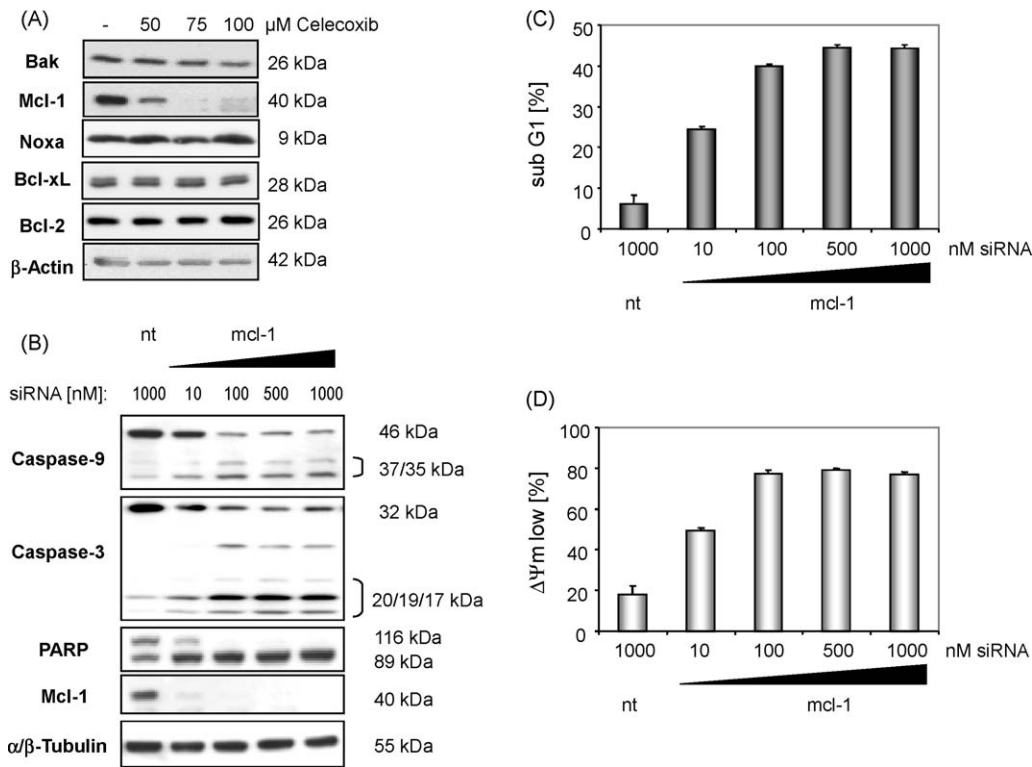 (A)
- 50 75 100 µM Celecoxib
Bak 26 kDa
Mcl-1 40 kDa
Noxa 9 kDa
Bcl-xL 28 kDa
Bcl-2 26 kDa
β-Actin 42 kDa
(B)
nt mcl-1
siRNA [nM]: 1000 10 100 500 1000
46 kDa
Caspase-9 37/35 kDa
32 kDa
Caspase-3
20/19/17 kDa
PARP 116 kDa
89 kDa
Mcl-1 40 kDa
α/β-Tubulin 55 kDa
(C)
sub G1 [%]
50
40
30
20
10
0
1000 10 100 500 1000 nM siRNA
nt mcl-1
(D)
ΔΨm low [%]
100
80
60
40
20
0
1000 10 100 500 1000 nM siRNA
nt mcl-1